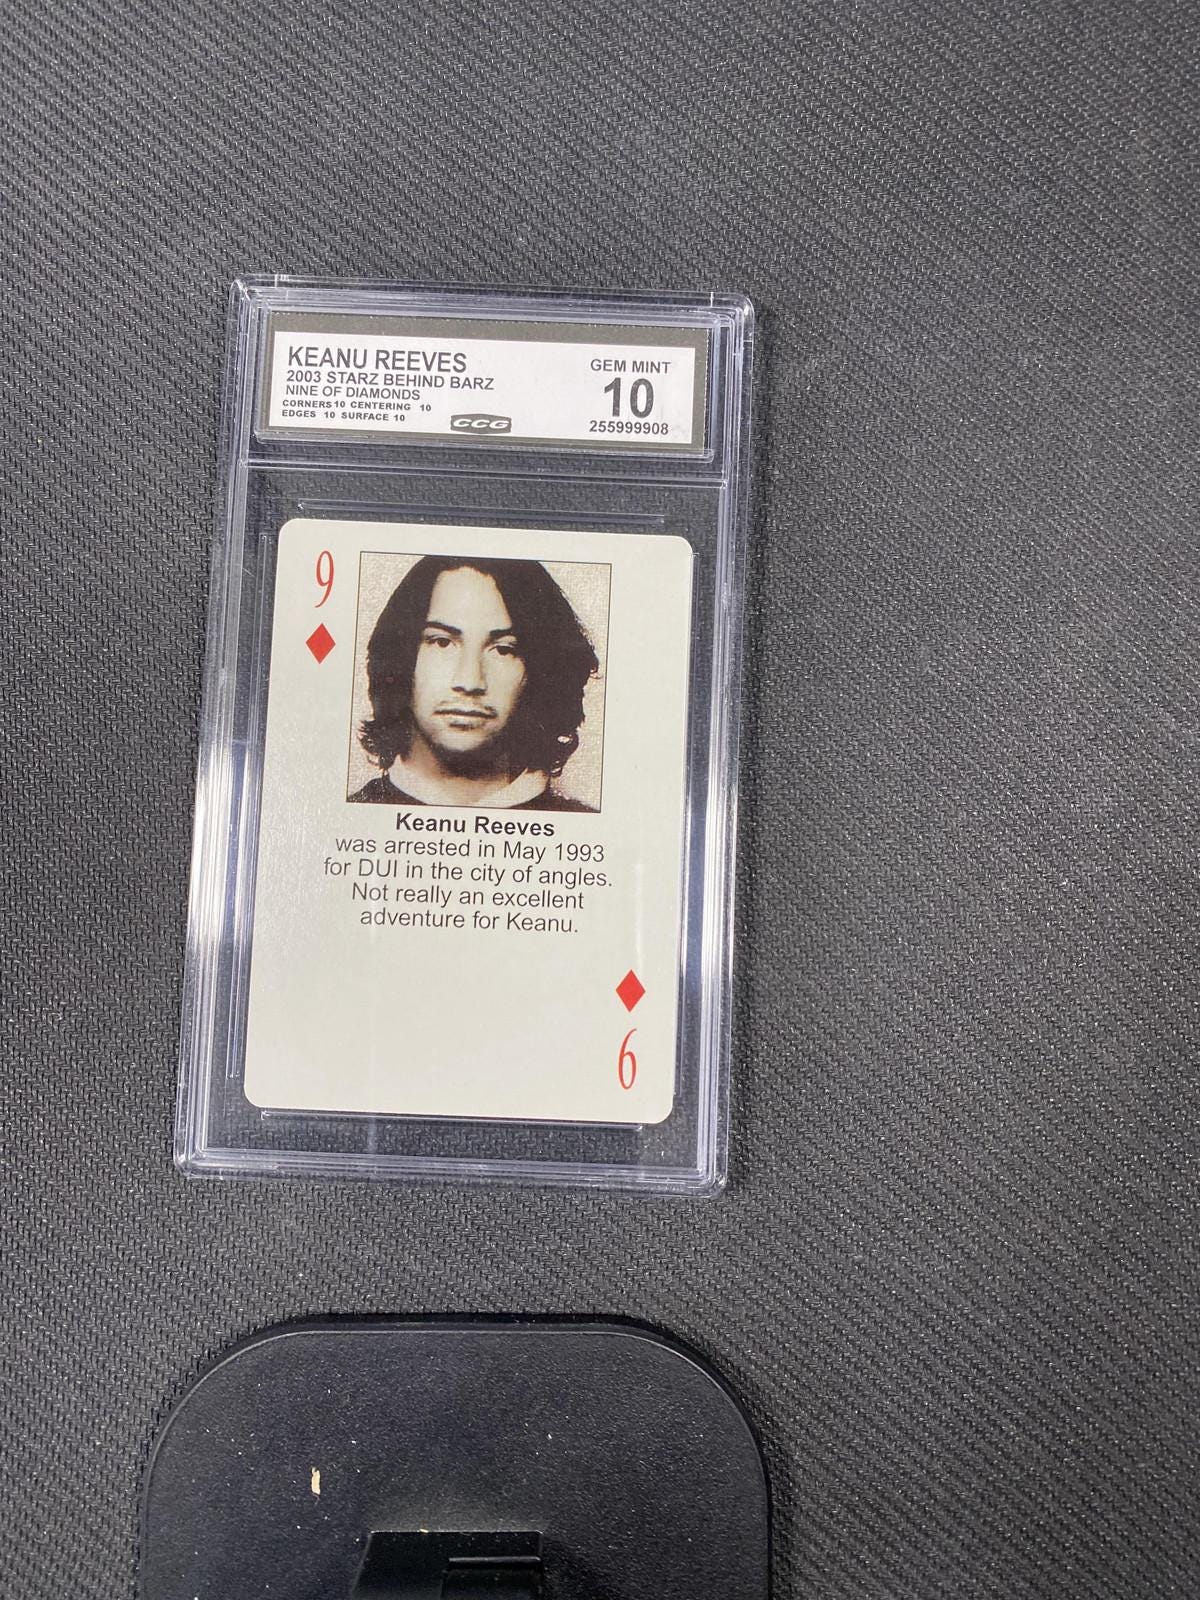 KEANU REEVES
2003 STARZ BEHIND BARZ
NINE OF DIAMONDS
CORNERS 10 CENTERING 10
EDGES 10 SURFACE 10
CCG
GEM MINT
10
255999908
9
Keanu Reeves
was arrested in May 1993
for DUI in the city of angles.
Not really an excellent
adventure for Keanu.
9